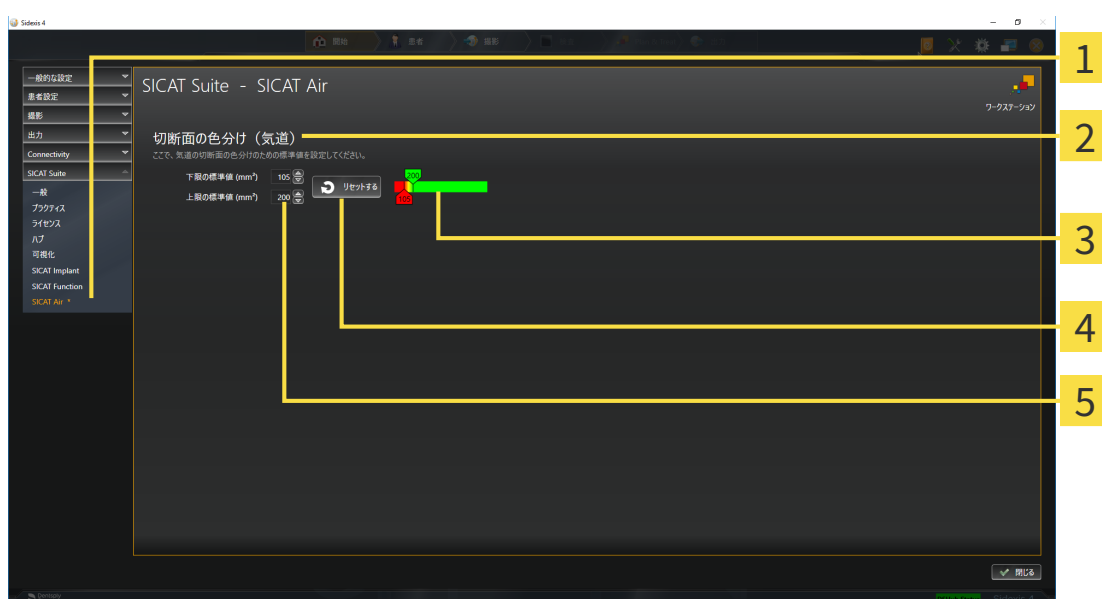 Sidexis 4
開始
患者
撮影
一般的な設定
患者設定
撮影
出力
Connectivity
SICAT Suite
一般
プラクティス
ライセンス
ハブ
可視化
SICAT Implant
SICAT Function
SICAT Air *
SICAT Suite - SICAT Air
ワークステーション
切断面の色分け（気道）
ここで、気道の切断面の色分けのための標準値を設定してください。
下限の標準値 (mm²) 105
上限の標準値 (mm²) 200
リセットする
200
105
閉じる
1
2
3
4
5